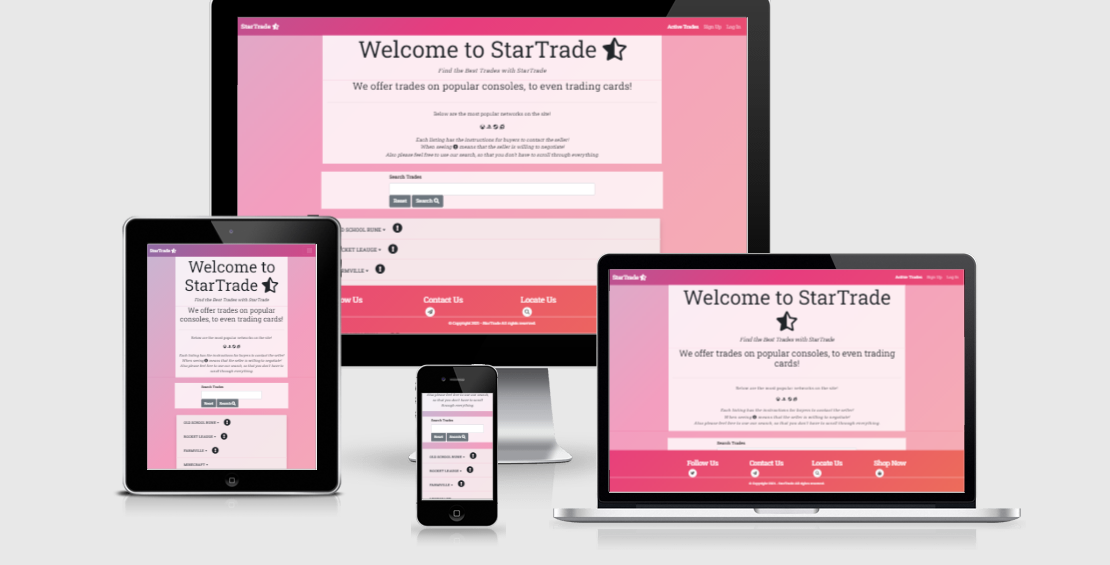 StarTrade
Active Trades Sign Up Log In
Welcome to StarTrade
Find the Best Trades with StarTrade
We offer trades on popular consoles, to even trading cards!
Below are the most popular networks on the site!
Each listing has the instructions for buyers to contact the seller!
When seeing means that the seller is willing to negotiate!
Also please feel free to use our search, so that you don't have to scroll through everything.
Search Trades
Reset Search
SCHOOL RUNE
CKET LEAUGE
RMVILLE
ow Us Contact Us Locate Us
© Copyright 2021 - StarTrade All rights reserved.
StarTrade
Welcome to
StarTrade
Find the Best Trades with StarTrade
We offer trades on popular
consoles, to even trading cards!
Below are the most popular networks on the site!
Each listing has the instructions for buyers to contact the seller!
When seeing means that the seller is willing to negotiate!
Also please feel free to use our search, so that you don't have to
scroll through everything.
Search Trades
Reset Search
OLD SCHOOL RUNE
ROCKET LEAUGE
FARMVILLE
MINECRAFT
Also please feel free to use our search,
so that you don't have to scroll
through everything.
Search Trades
Reset Search
OLD SCHOOL RUNE
ROCKET LEAUGE
FARMVILLE
StarTrade
Active Trades Sign Up Log In
Welcome to StarTrade
Find the Best Trades with StarTrade
We offer trades on popular consoles, to even trading
cards!
Below are the most popular networks on the site!
Each listing has the instructions for buyers to contact the seller!
When seeing means that the seller is willing to negotiate!
Also please feel free to use our search, so that you don't have to scroll through everything.
Search Trades
Follow Us Contact Us Locate Us Shop Now
© Copyright 2021 - StarTrade All rights reserved.